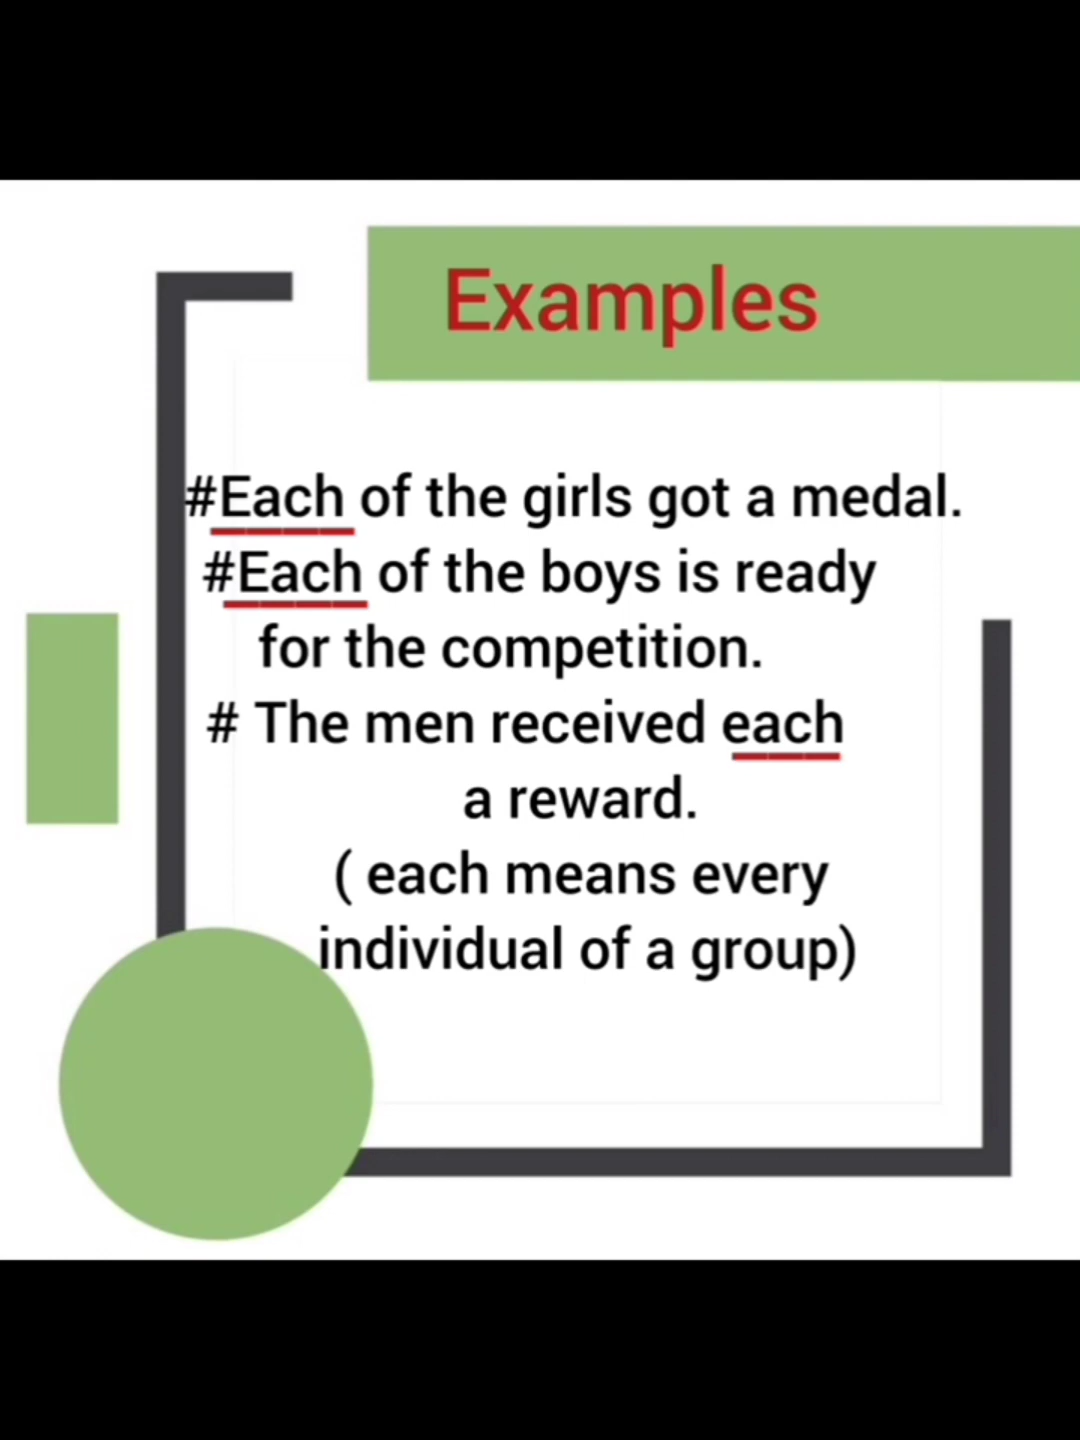 Examples
#Each of the girls got a medal.
#Each of the boys is ready
for the competition.
# The men received each
a reward.
( each means every
individual of a group)